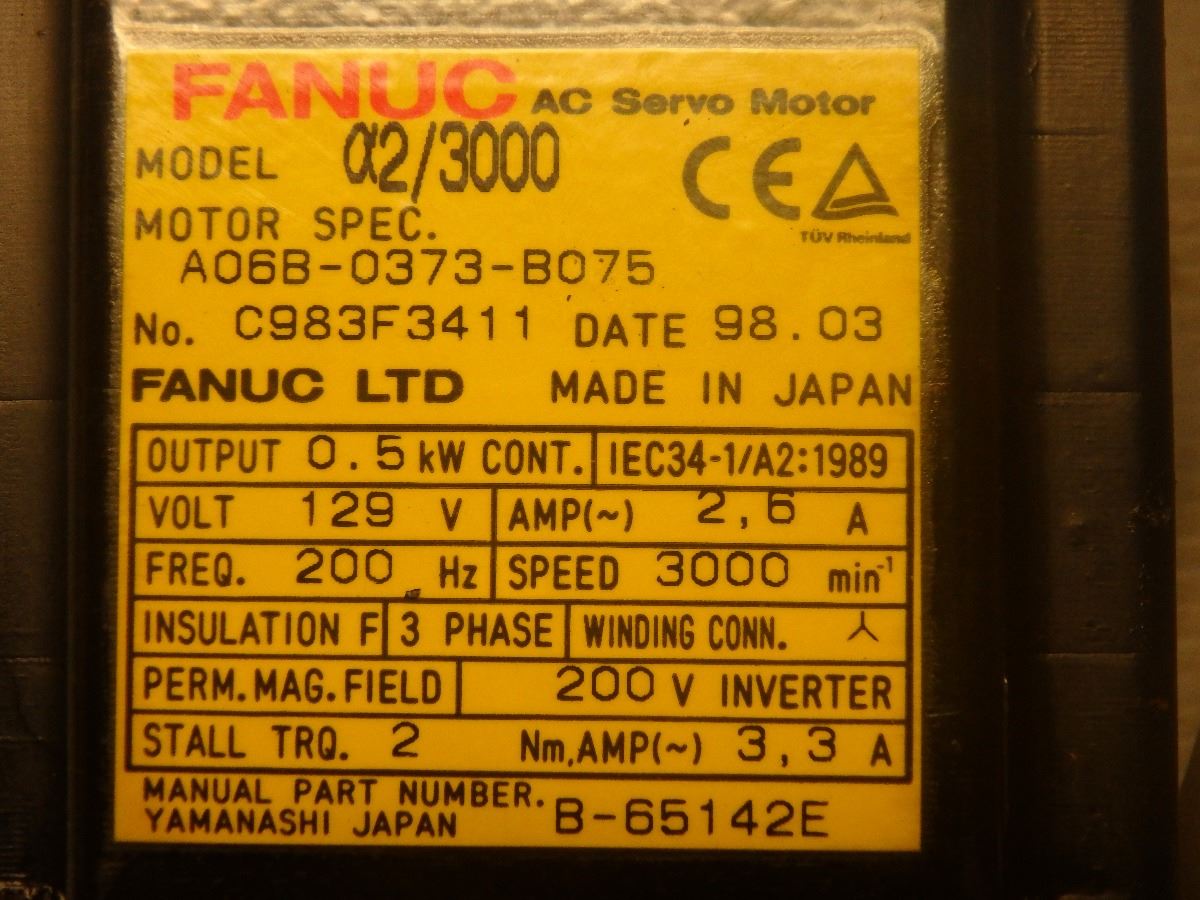 FANUC AC Servo Motor
MODEL α2/3000
CE
TÜV Rheinland
MOTOR SPEC.
A06B-0373-B075
No. C983F3411 DATE 98.03
FANUC LTD MADE IN JAPAN
OUTPUT 0.5 kW CONT. IEC34-1/A2:1989
VOLT 129 V AMP(~) 2,6 A
FREQ. 200 Hz SPEED 3000 min-1
INSULATION F 3 PHASE WINDING CONN.
PERM.MAG.FIELD 200 V INVERTER
STALL TRQ. 2 Nm,AMP(~) 3,3 A
MANUAL PART NUMBER. B-65142E
YAMANASHI JAPAN